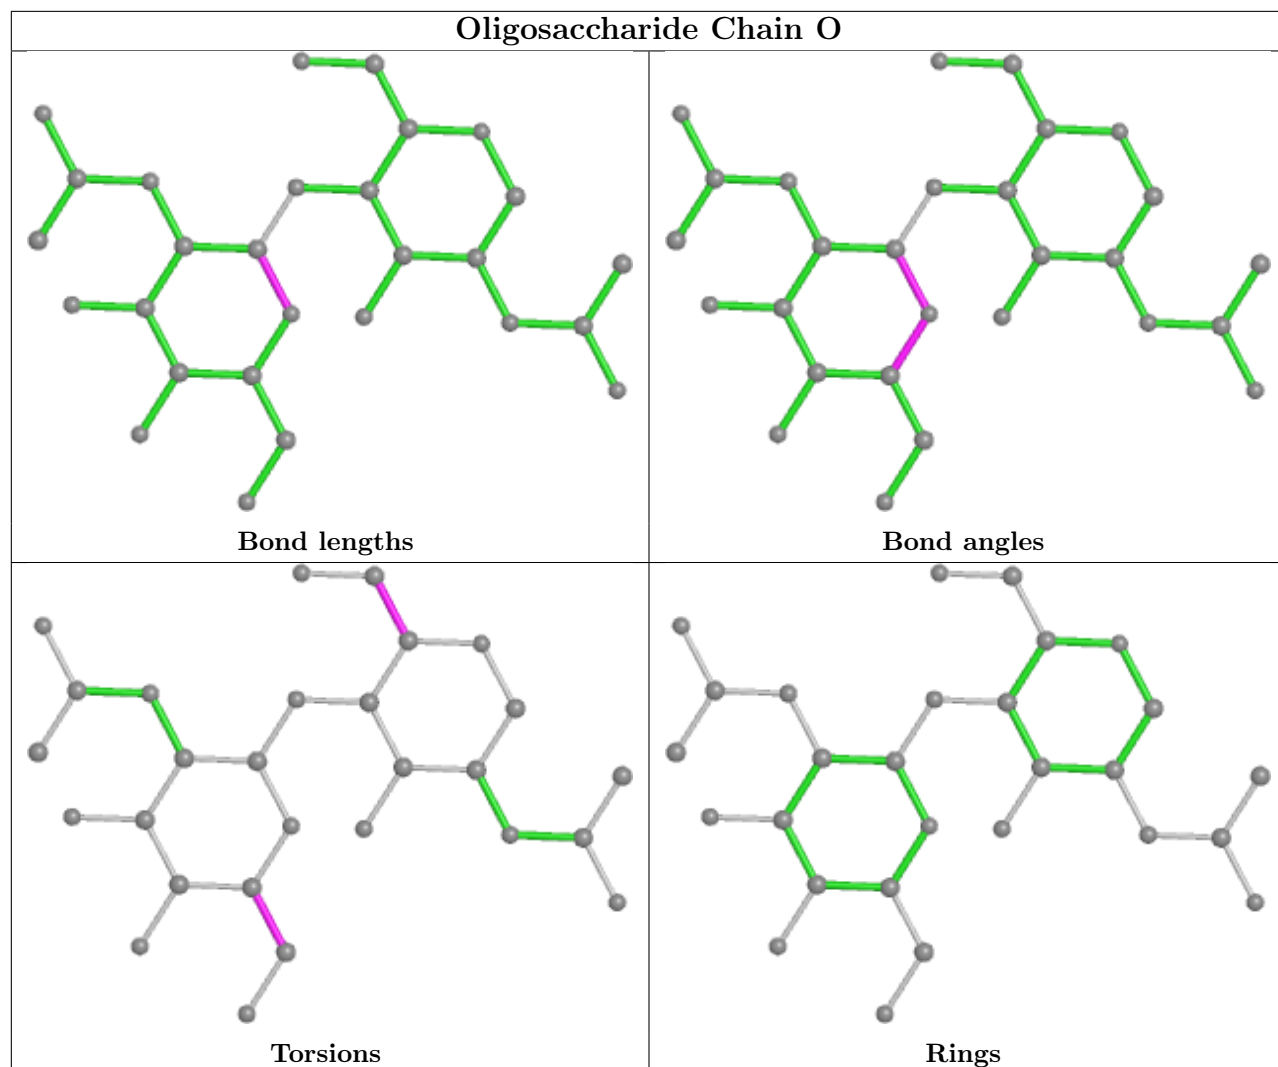 Oligosaccharide Chain O
Bond lengths
Bond angles
Torsions
Rings